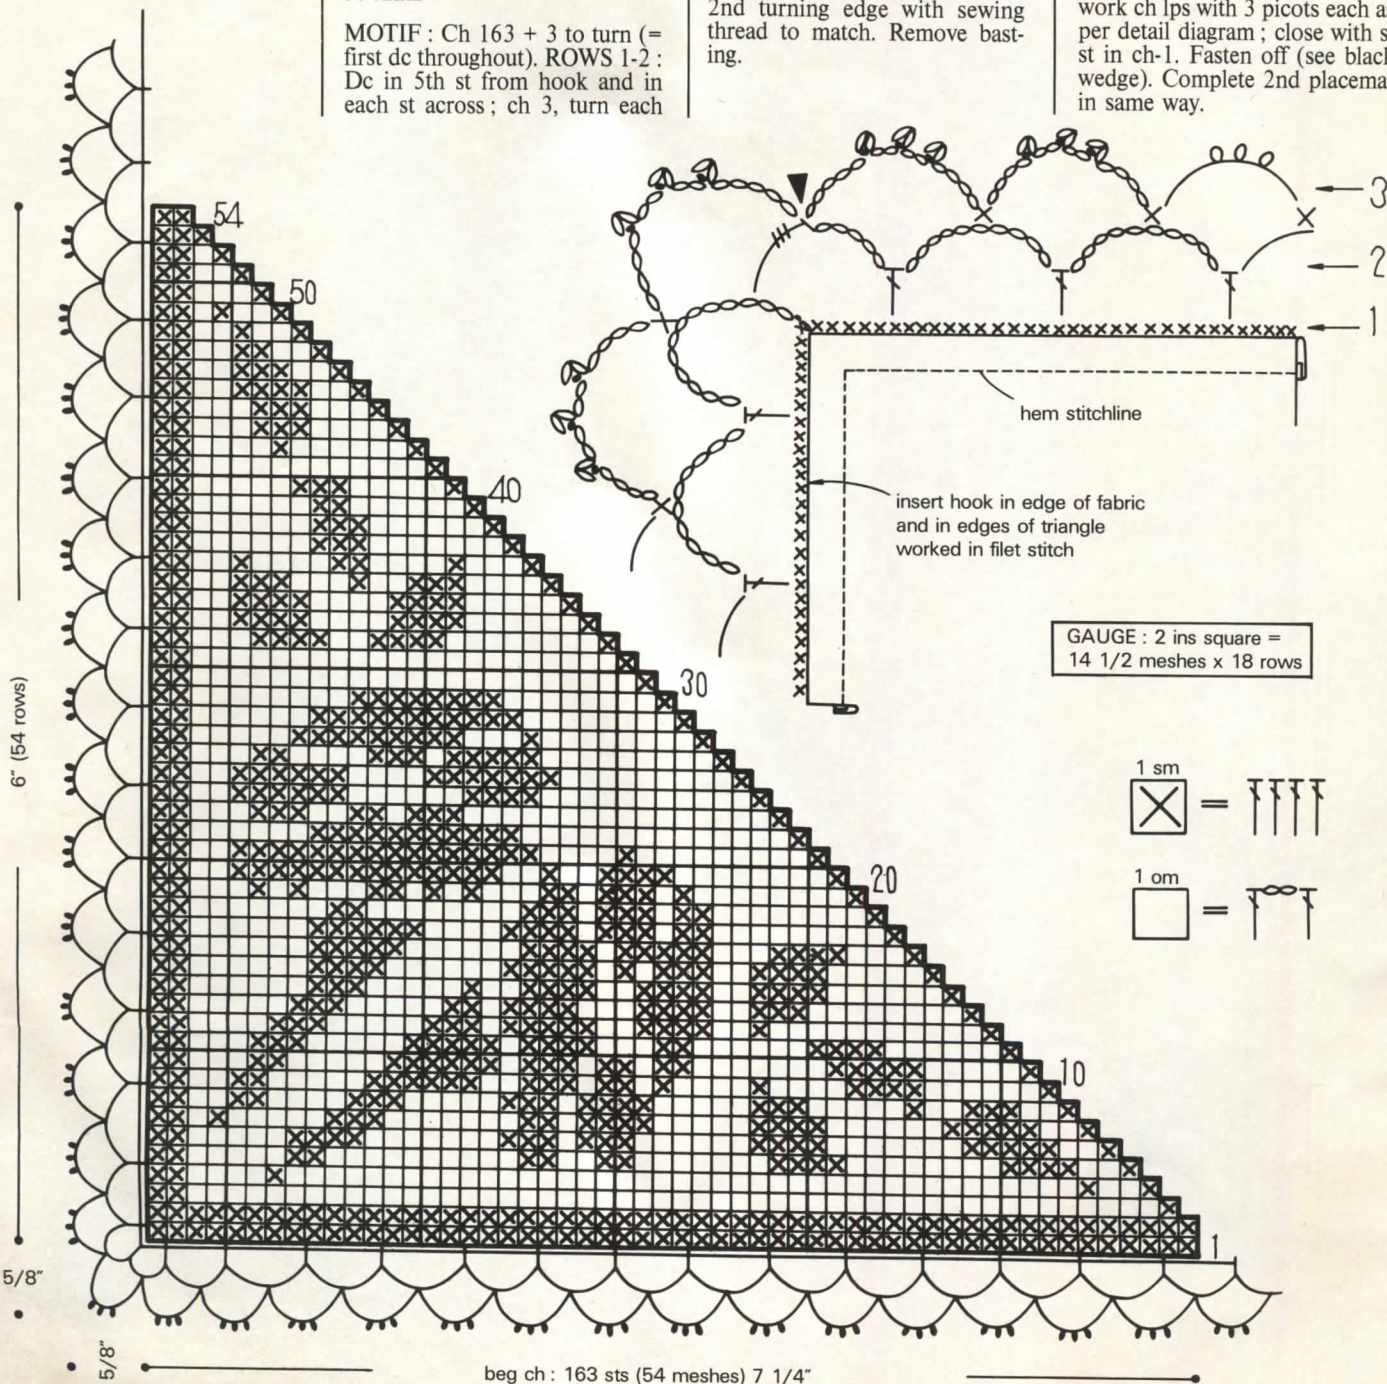 MOTIF : Ch 163 + 3 to turn (=
first dc throughout). ROWS 1-2 :
Dc in 5th st from hook and in
each st across ; ch 3, turn each
2nd turning edge with sewing
thread to match. Remove bast-
ing.
work ch lps with 3 picots each as
per detail diagram ; close with s
st in ch-1. Fasten off (see black
wedge). Complete 2nd placema
in same way.
3
2
1
hem stitchline
insert hook in edge of fabric
and in edges of triangle
worked in filet stitch
GAUGE : 2 ins square =
14 1/2 meshes x 18 rows
1 sm
=
1 om
=
54
50
40
30
20
10
1
6" (54 rows)
5/8"
5/8"
beg ch : 163 sts (54 meshes) 7 1/4"